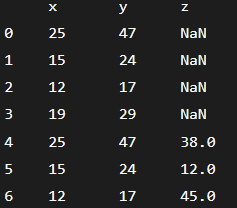 x y z
0 25 47 NaN
1 15 24 NaN
2 12 17 NaN
3 19 29 NaN
4 25 47 38.0
5 15 24 12.0
6 12 17 45.0